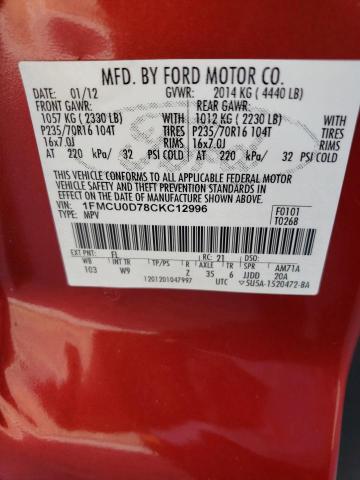 MFD. BY FORD MOTOR CO.
DATE: 01/12 GVWR: 2014 KG ( 4440 LB)
FRONT GAWR: REAR GAWR:
1057 KG ( 2330 LB) WITH 1012 KG ( 2230 LB) WITH
P235/70R16 104T TIRES P235/70R16 104T TIRES
16x7.0J RIMS 16x7.0J RIMS
AT 220 kPa/ 32 PSI COLD AT 220 kPa/ 32 PSI COLD
THIS VEHICLE CONFORMS TO ALL APPLICABLE FEDERAL MOTOR
VEHICLE SAFETY AND THEFT PREVENTION STANDARDS IN EFFECT ON
THE DATE OF MANUFACTURE SHOWN ABOVE.
VIN: 1FMCU0D78CKC12996
TYPE: MPV
F0101
T0268
EXT PNT: FL RC: 21 DSO:
WB INT TR TP/PS R AXLE TR SPR AM71A
103 W9 Z 35 6 20A
1201201047997 UTC 5U5A-1520472-BA